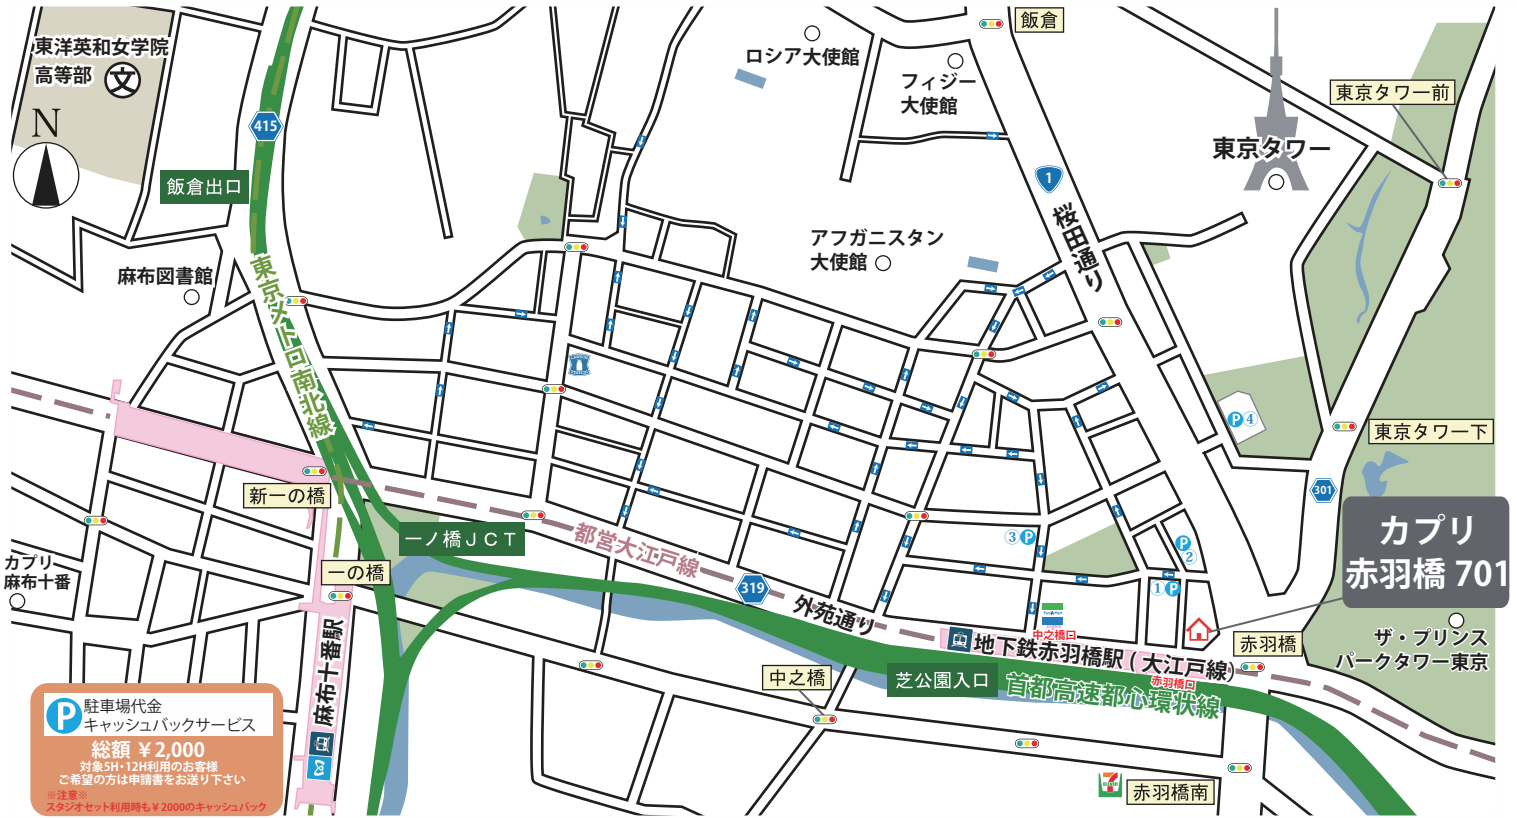 東洋英和女学院
高等部
文
N
415
飯倉出口
麻布図書館
東京メトロ南北線
ロシア大使館
フィジー
大使館
飯倉
1
桜田通り
アフガニスタン
大使館
東京タワー
東京タワー前
東京タワー下
301
P4
カプリ
赤羽橋 701
新一の橋
一ノ橋JCT
都営大江戸線
3P
P
2
1P
カプリ
麻布十番
一の橋
319
外苑通り
中之橋口
地下鉄赤羽橋駅(大江戸線)
赤羽橋口
赤羽橋
ザ・プリンス
パークタワー東京
麻布十番駅
中之橋
芝公園入口
首都高速都心環状線
赤羽橋南
P
駐車場代金
キャッシュバックサービス
総額 ¥2,000
対象5H・12H利用のお客様
ご希望の方は申請書をお送り下さい
※注意※
スタジオセット利用時も¥2000のキャッシュバック